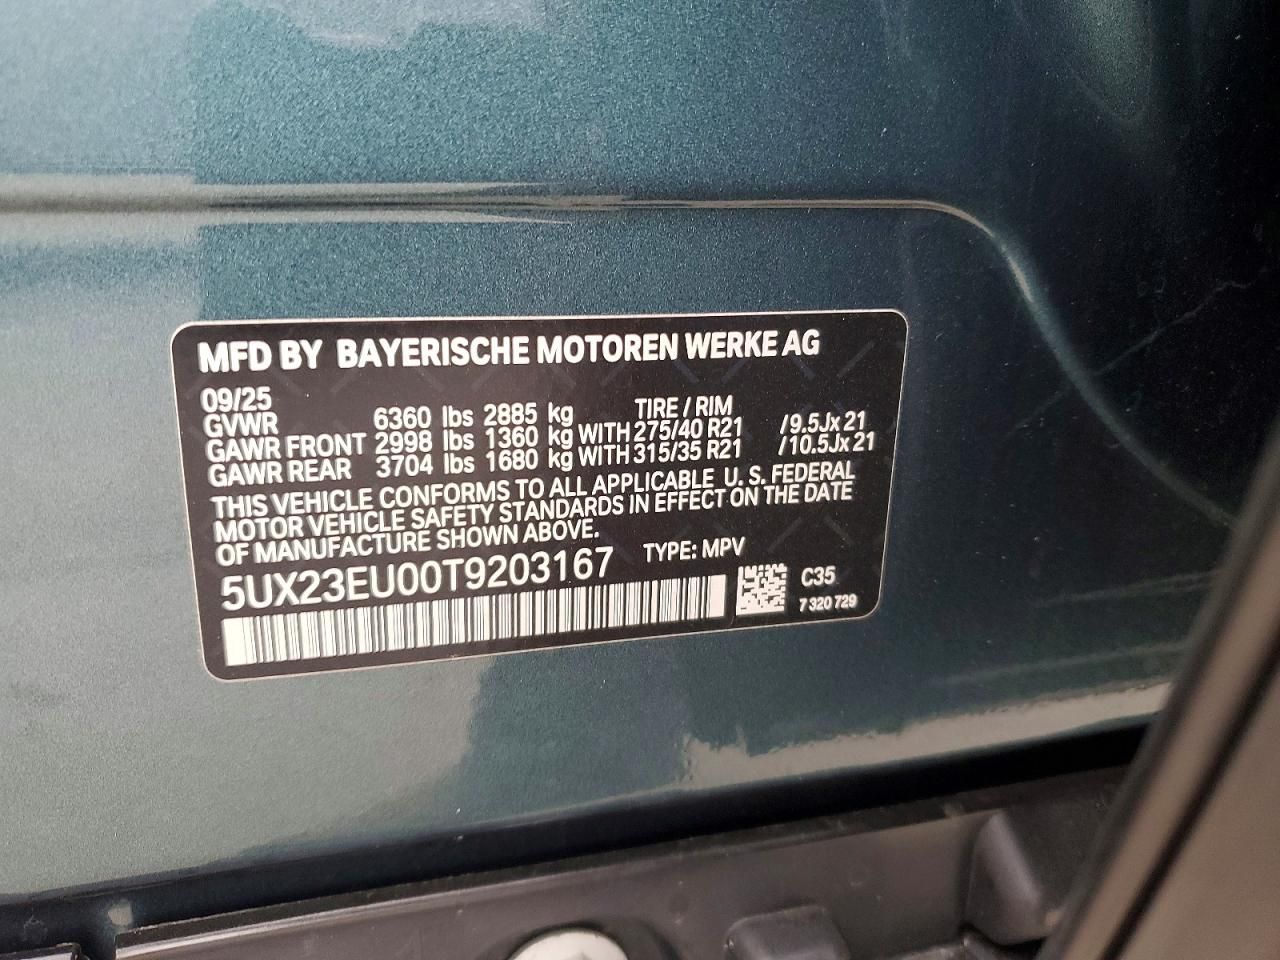 MFD BY BAYERISCHE MOTOREN WERKE AG
09/25
GVWR 6360 lbs 2885 kg TIRE / RIM
GAWR FRONT 2998 lbs 1360 kg WITH 275/40 R21 /9.5Jx21
GAWR REAR 3704 lbs 1680 kg WITH 315/35 R21 /10.5Jx21
THIS VEHICLE CONFORMS TO ALL APPLICABLE U. S. FEDERAL
MOTOR VEHICLE SAFETY STANDARDS IN EFFECT ON THE DATE
OF MANUFACTURE SHOWN ABOVE.
5UX23EU00T9203167 TYPE: MPV
C35
7 320 729